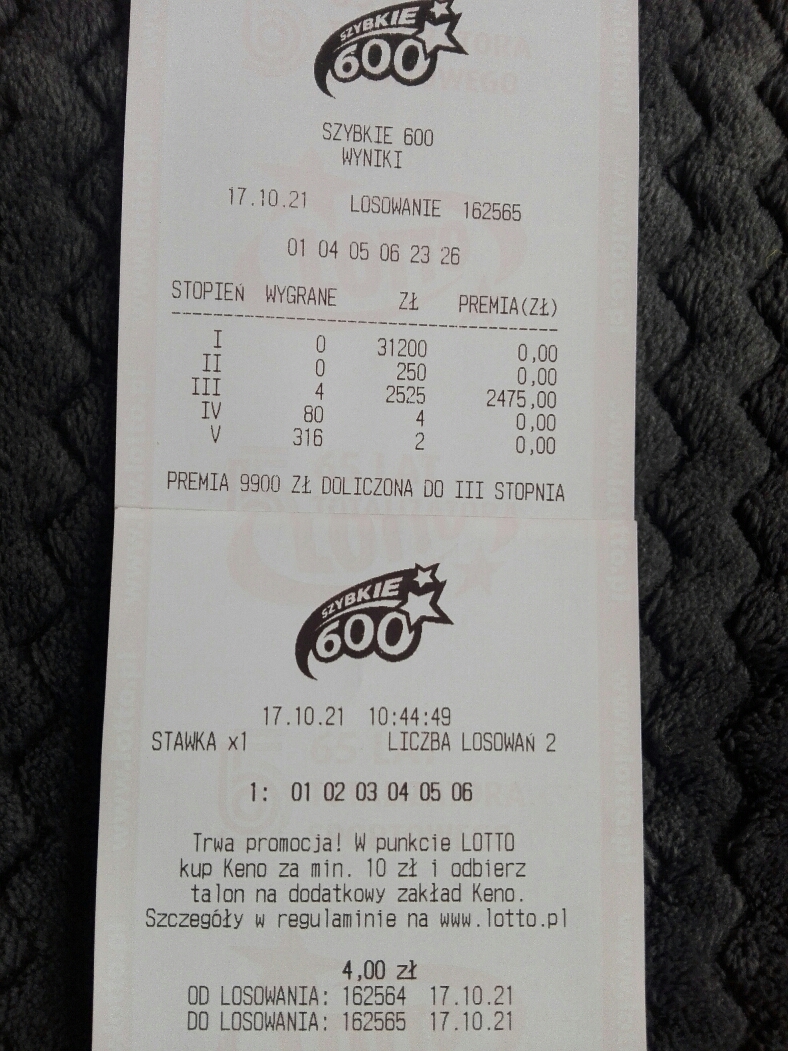 SZYBKIE
600
SZYBKIE 600
WYNIKI
17.10.21 LOSOWANIE 162565
01 04 05 06 23 26
STOPIEŃ WYGRANE ZŁ PREMIA(ZŁ)
I 0 31200 0,00
II 0 250 0,00
III 4 2525 2475,00
IV 80 4 0,00
V 316 2 0,00
PREMIA 9900 ZŁ DOLICZONA DO III STOPNIA
SZYBKIE
600
17.10.21 10:44:49
STAWKA x1 LICZBA LOSOWAŃ 2
1: 01 02 03 04 05 06
Trwa promocja! W punkcie LOTTO
kup Keno za min. 10 zł i odbierz
talon na dodatkowy zakład Keno.
Szczegóły w regulaminie na www.lotto.pl
4,00 zł
OD LOSOWANIA: 162564 17.10.21
DO LOSOWANIA: 162565 17.10.21